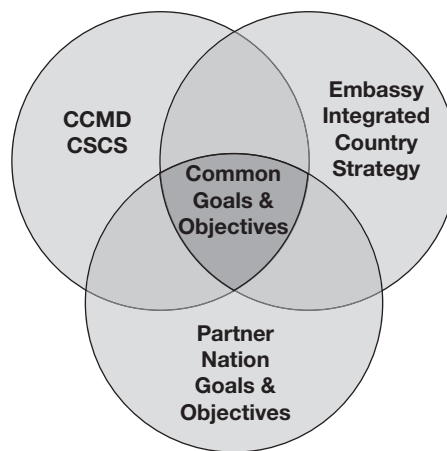 CCMD
CSCS
Embassy
Integrated
Country
Strategy
Common
Goals &
Objectives
Partner
Nation
Goals &
Objectives